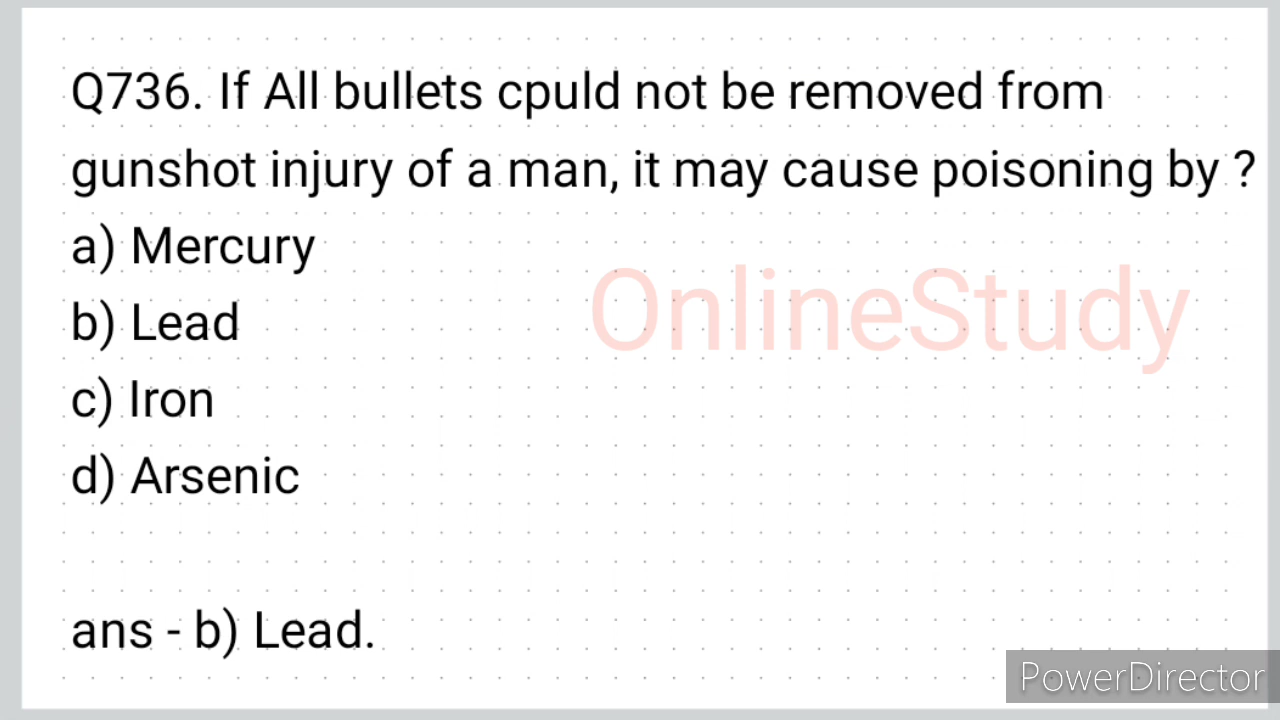 Q736. If All bullets cpuld not be removed from
gunshot injury of a man, it may cause poisoning by ?
a) Mercury
b) Lead
OnlineStudy
c) Iron
d) Arsenic
ans - b) Lead.
PowerDirector